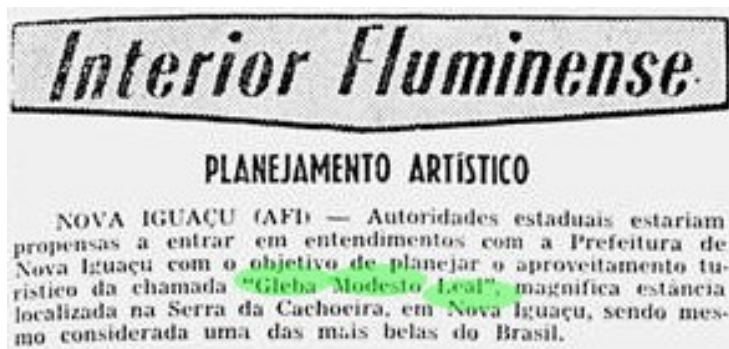 Interior Fluminense.
PLANEJAMENTO ARTÍSTICO
NOVA IGUAÇU (AFI) — Autoridades estaduais estariam
propensas a entrar em entendimentos com a Prefeitura de
Nova Iguaçu com o objetivo de planejar o aproveitamento tu-
rístico da chamada "Gleba Modesto Leal", magnífica estância
localizada na Serra da Cachoeira, em Nova Iguaçu, sendo mes-
mo considerada uma das mais belas do Brasil.